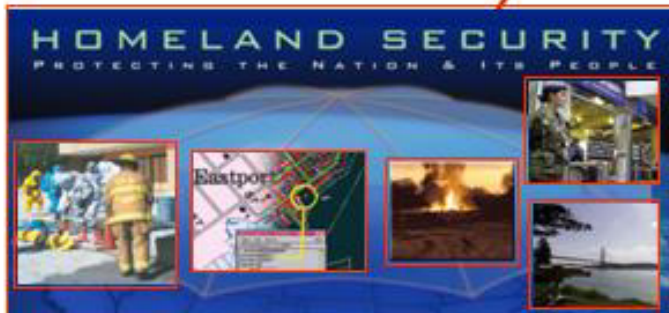 HOMELAND SECURITY
PROTECTING THE NATION & ITS PEOPLE
Eastport